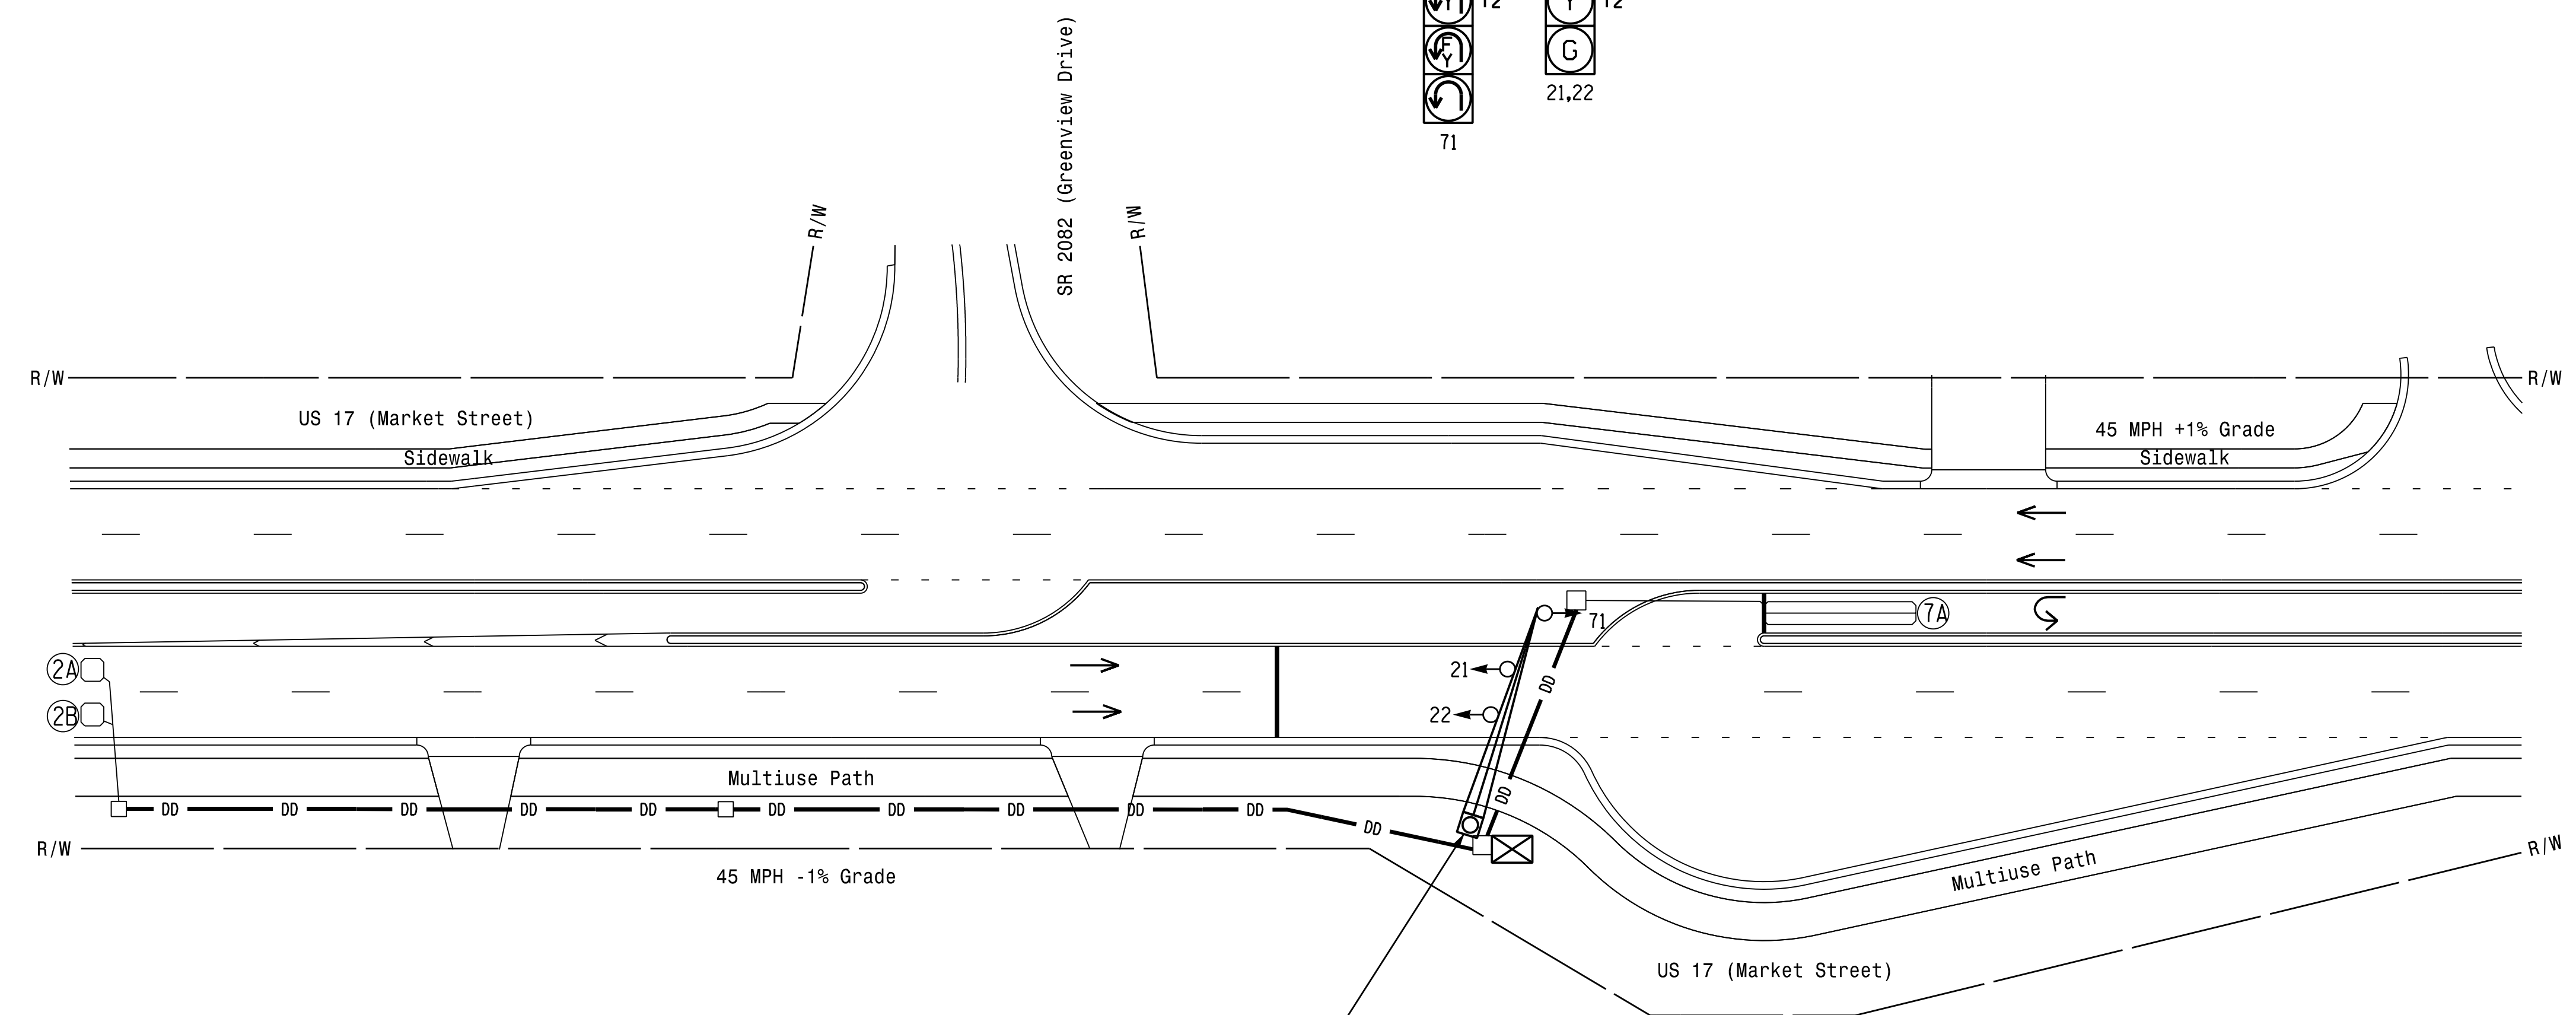 Y 12
Y 12
F
Y
G
21,22
71
SR 2082 (Greenview Drive)
R/W
R/W
R/W
R/W
US 17 (Market Street)
45 MPH +1% Grade
Sidewalk
Sidewalk
71
7A
2A
21
DD
2B
22
Multiuse Path
DD
DD DD DD DD DD DD DD DD DD DD
DD
R/W
R/W
45 MPH -1% Grade
Multiuse Path
US 17 (Market Street)